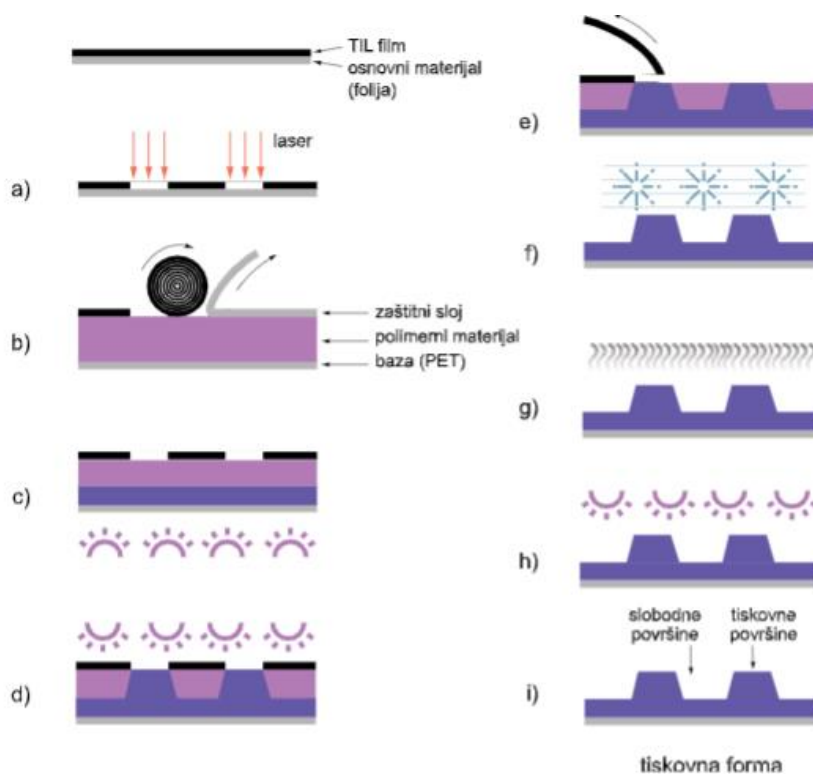 TIL film
osnovni materijal
(folija)
laser
a)
b)
zaštitni sloj
polimerni materijal
baza (PET)
c)
d)
e)
f)
g)
h)
slobodne
površine
tiskovne
površine
i)
tiskovna forma